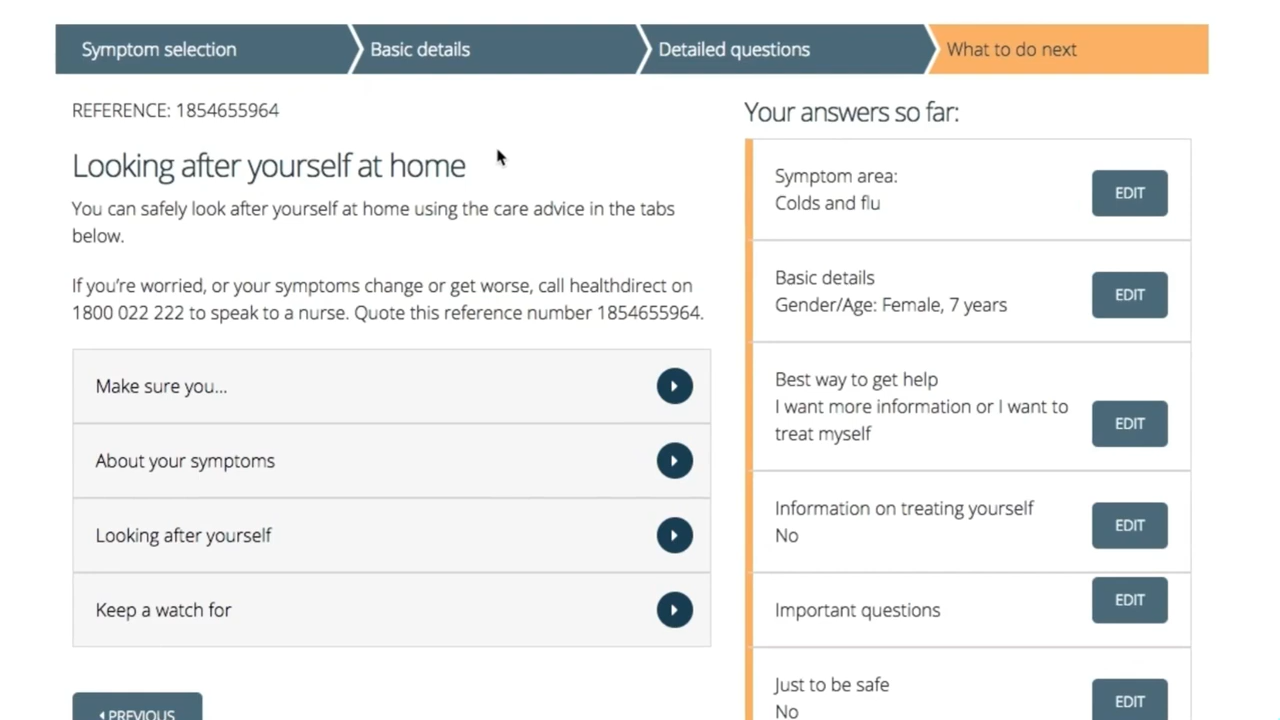 Symptom selection
Basic details
Detailed questions
What to do next
REFERENCE: 1854655964
Looking after yourself at home
You can safely look after yourself at home using the care advice in the tabs
below.
If you’re worried, or your symptoms change or get worse, call healthdirect on
1800 022 222 to speak to a nurse. Quote this reference number 1854655964.
Make sure you...
About your symptoms
Looking after yourself
Keep a watch for
PREVIOUS
Your answers so far:
Symptom area:
Colds and flu
EDIT
Basic details
Gender/Age: Female, 7 years
EDIT
Best way to get help
I want more information or I want to
treat myself
EDIT
Information on treating yourself
No
EDIT
Important questions
EDIT
Just to be safe
No
EDIT